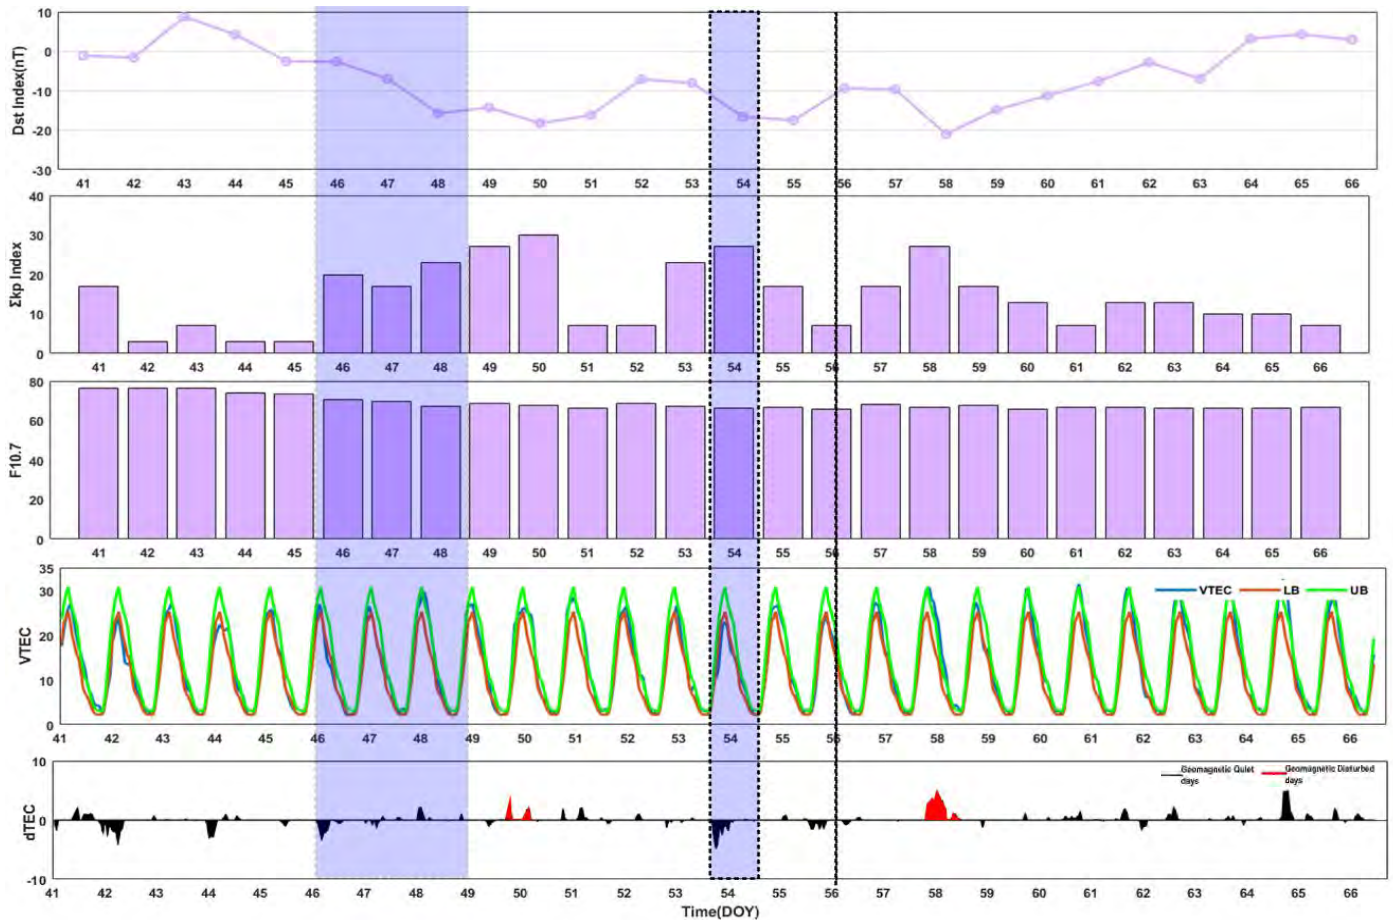 10
0
-10
-20
-30
Dst Index(nT)
41 42 43 44 45 46 47 48 49 50 51 52 53 54 55 56 57 58 59 60 61 62 63 64 65 66
40
30
20
10
0
Σkp Index
41 42 43 44 45 46 47 48 49 50 51 52 53 54 55 56 57 58 59 60 61 62 63 64 65 66
80
60
40
20
0
F10.7
41 42 43 44 45 46 47 48 49 50 51 52 53 54 55 56 57 58 59 60 61 62 63 64 65 66
35
30
20
10
0
VTEC
VTEC LB UB
41 42 43 44 45 46 47 48 49 50 51 52 53 54 55 56 57 58 59 60 61 62 63 64 65 66
10
0
-10
dTEC
Geomagnetic Quiet days
Geomagnetic Disturbed days
41 42 43 44 45 46 47 48 49 50 51 52 53 54 55 56 57 58 59 60 61 62 63 64 65 66
Time(DOY)